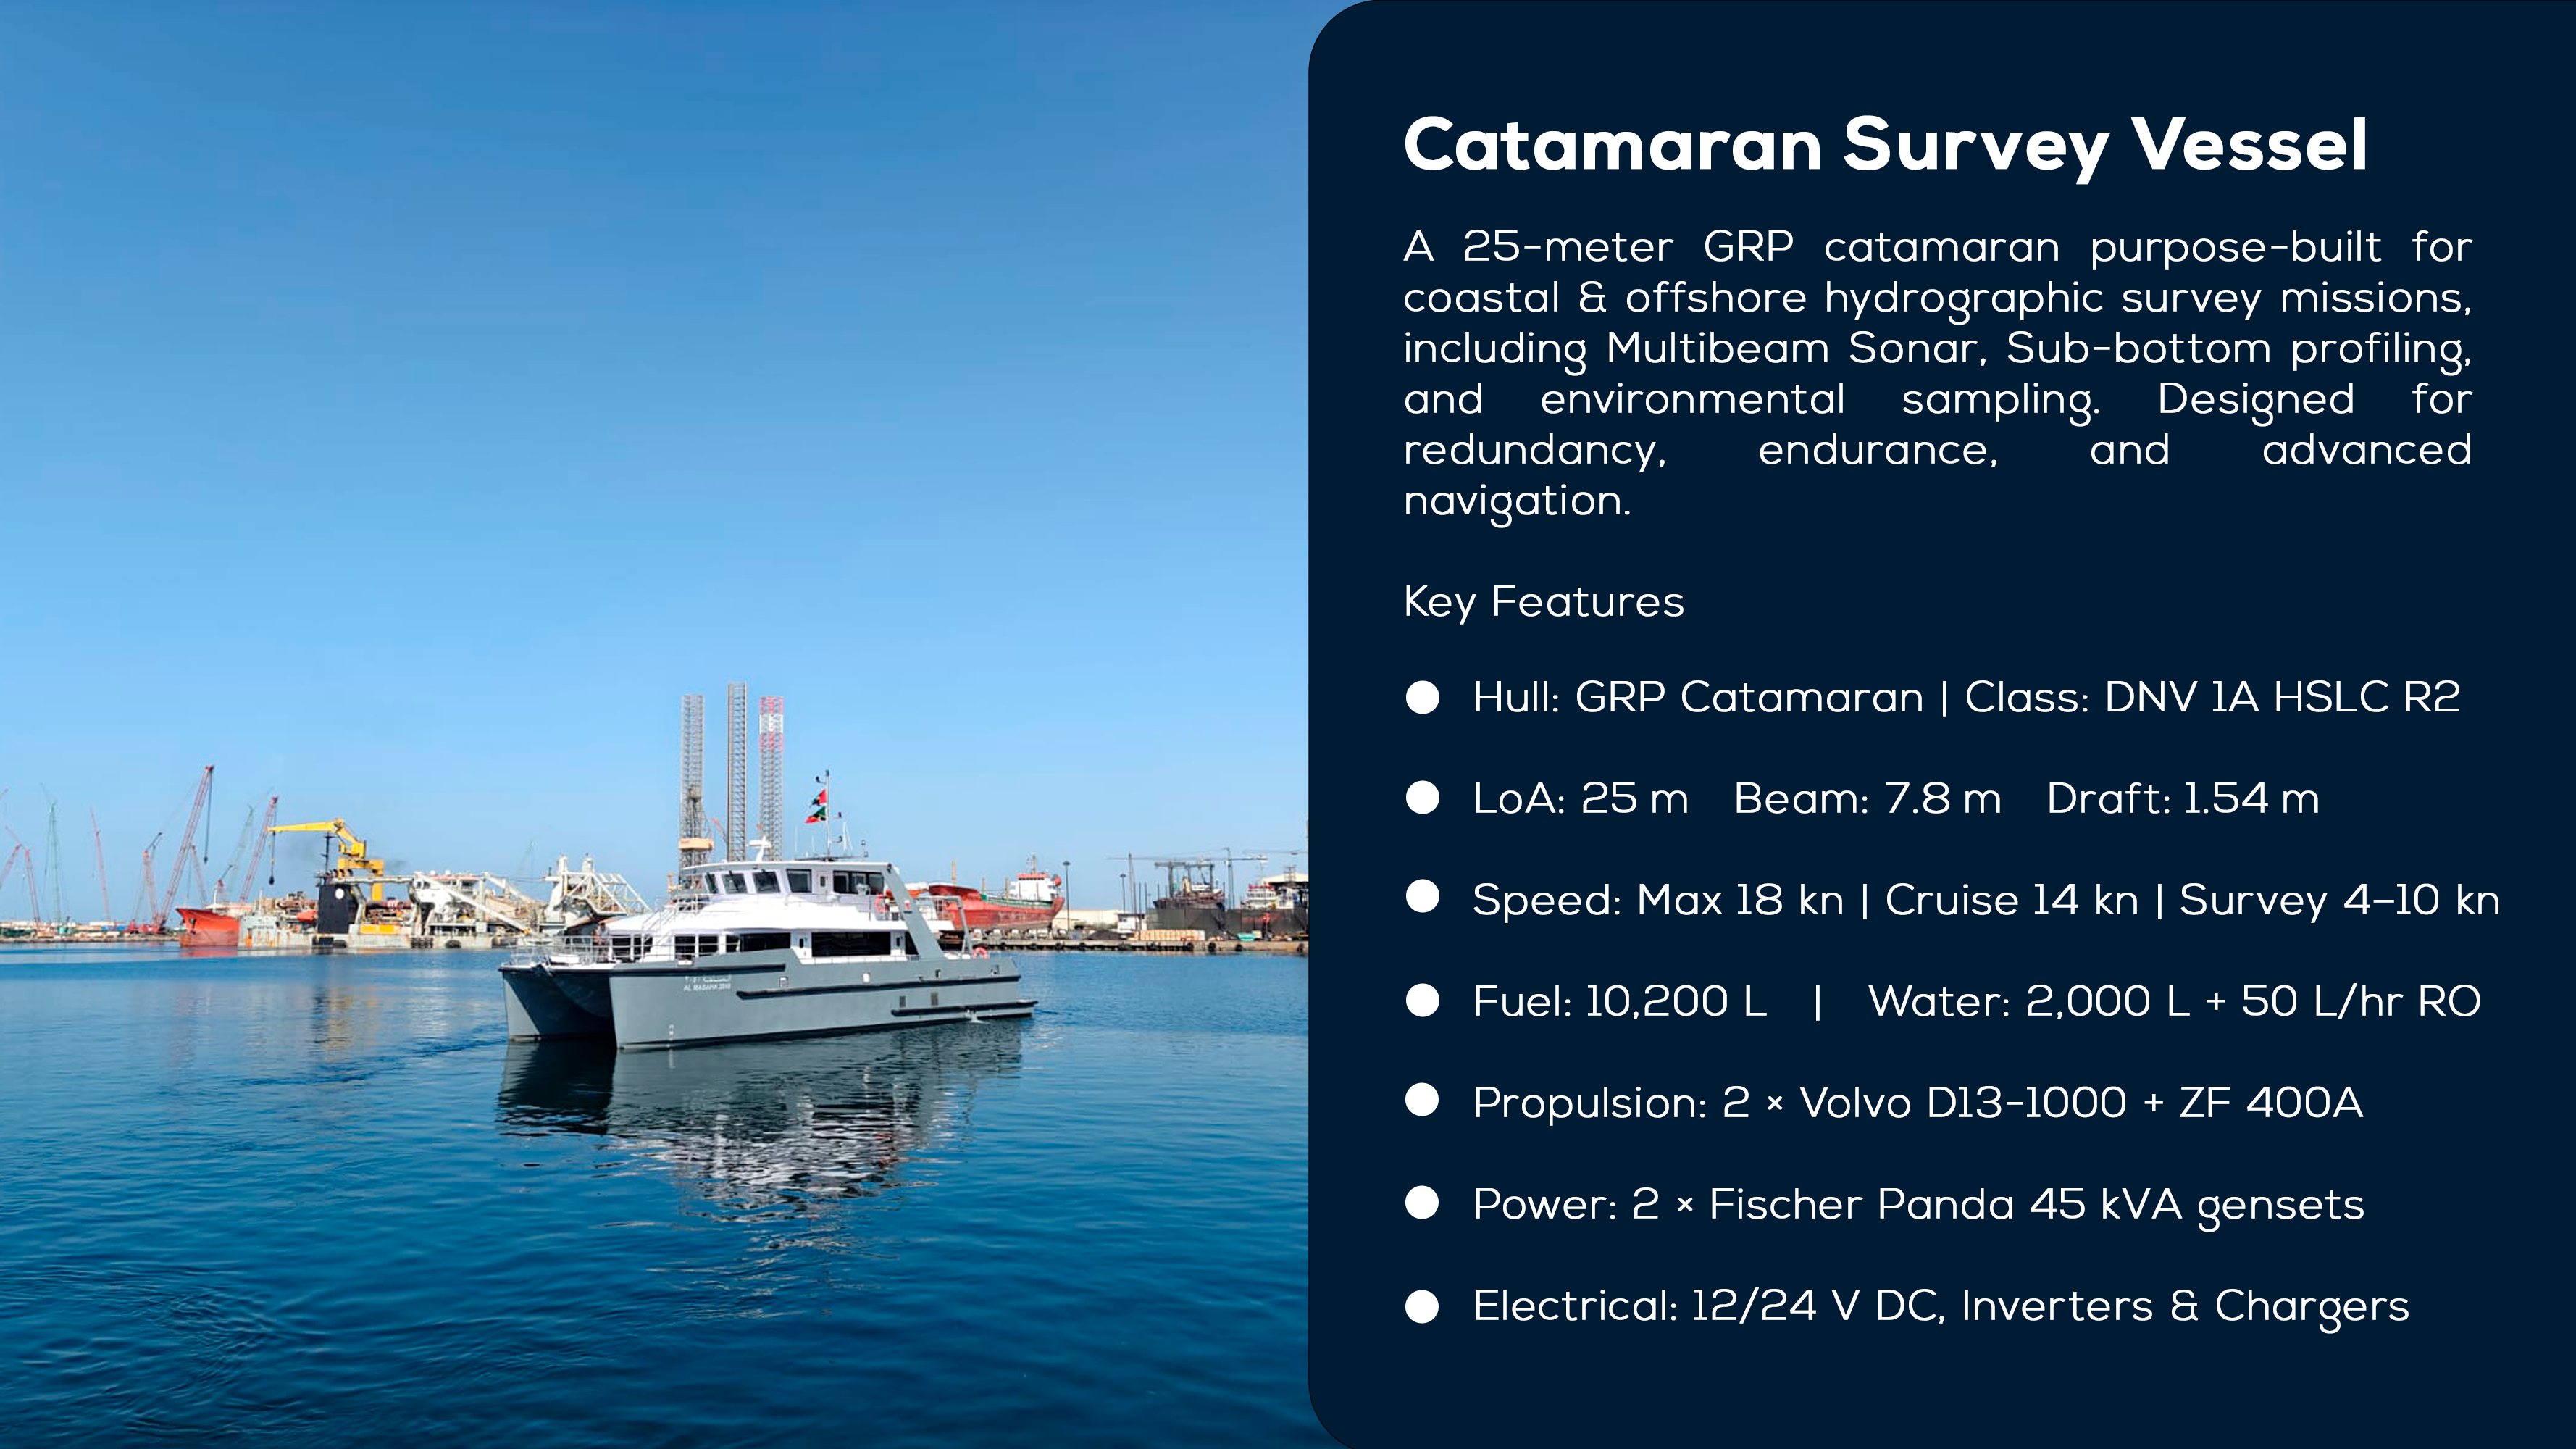 AL MASAHA
Catamaran Survey Vessel
A 25-meter GRP catamaran purpose-built for
coastal & offshore hydrographic survey missions,
including Multibeam Sonar, Sub-bottom profiling,
and environmental sampling. Designed for
redundancy, endurance, and advanced
navigation.
Key Features
Hull: GRP Catamaran | Class: DNV 1A HSLC R2
LoA: 25 m Beam: 7.8 m Draft: 1.54 m
Speed: Max 18 kn | Cruise 14 kn | Survey 4–10 kn
Fuel: 10,200 L | Water: 2,000 L + 50 L/hr RO
Propulsion: 2 × Volvo D13-1000 + ZF 400A
Power: 2 × Fischer Panda 45 kVA gensets
Electrical: 12/24 V DC, Inverters & Chargers